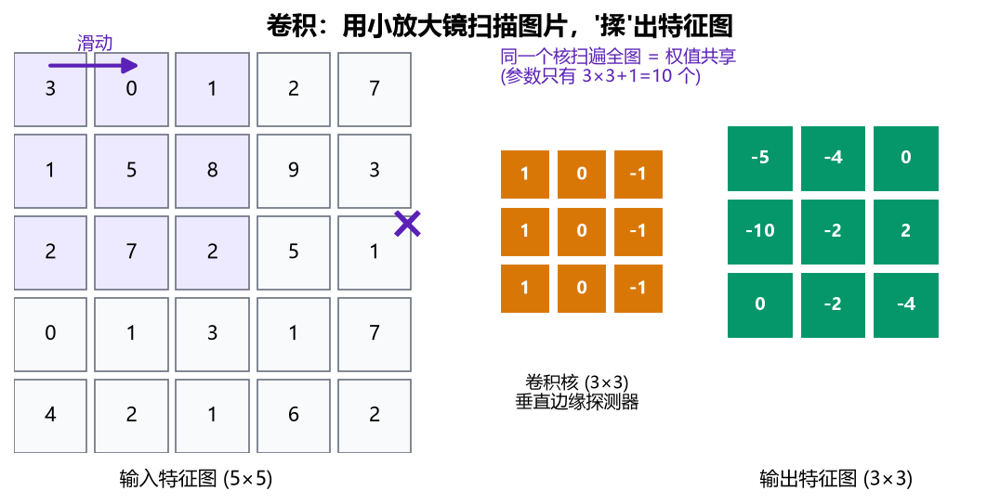 卷积：用小放大镜扫描图片，'揉'出特征图
滑动
同一个核扫遍全图 = 权值共享
(参数只有 3×3+1=10 个)
3 0 1 2 7
1 5 8 9 3
2 7 2 5 1
0 1 3 1 7
4 2 1 6 2
×
1 0 -1
1 0 -1
1 0 -1
-5 -4 0
-10 -2 2
0 -2 -4
卷积核 (3×3)
垂直边缘探测器
输入特征图 (5×5)
输出特征图 (3×3)